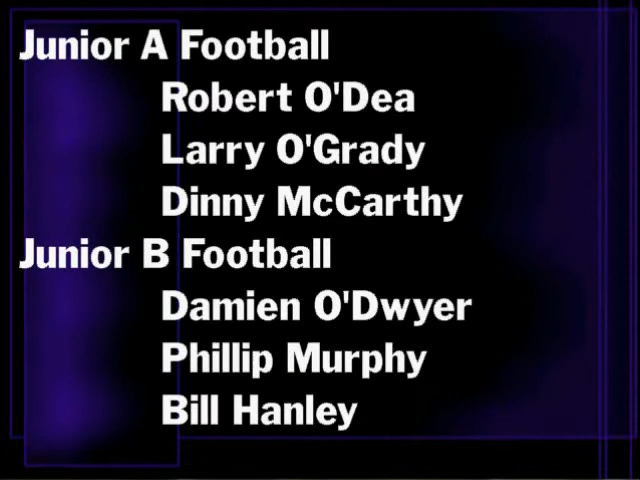 Junior A Football
Robert O'Dea
Larry O'Grady
Dinny McCarthy
Junior B Football
Damien O'Dwyer
Phillip Murphy
Bill Hanley